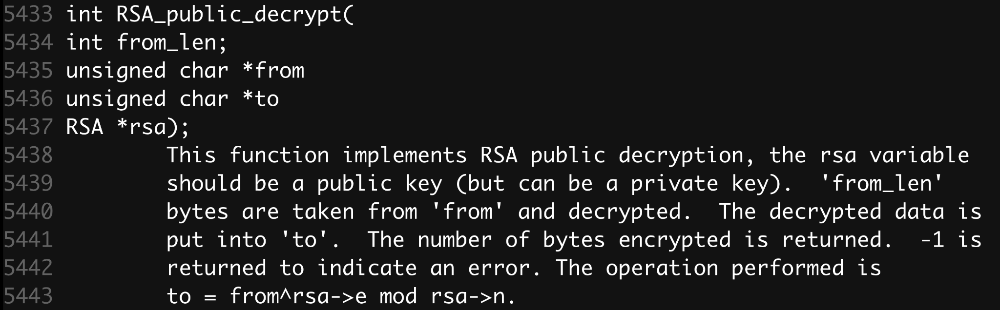 5433 int RSA_public_decrypt(
5434 int from_len;
5435 unsigned char *from
5436 unsigned char *to
5437 RSA *rsa);
5438         This function implements RSA public decryption, the rsa variable
5439         should be a public key (but can be a private key).  'from_len'
5440         bytes are taken from 'from' and decrypted.  The decrypted data is
5441         put into 'to'.  The number of bytes encrypted is returned.  -1 is
5442         returned to indicate an error. The operation performed is
5443         to = from^rsa->e mod rsa->n.